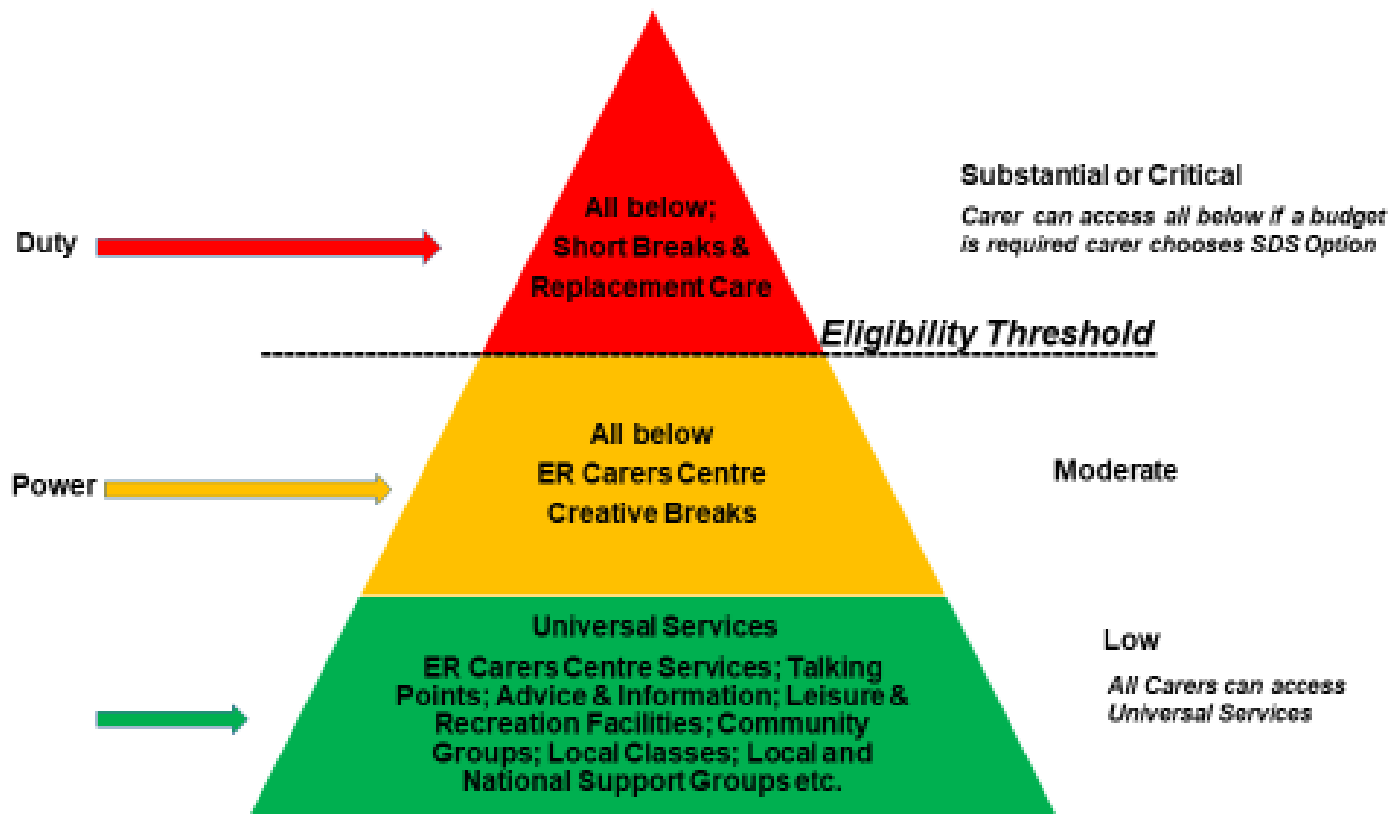 All below;
Short Breaks &
Replacement Care
Duty
Substantial or Critical
Carer can access all below if a budget
is required carer chooses SDS Option
Eligibility Threshold
All below
ER Carers Centre
Creative Breaks
Power
Moderate
Universal Services
ER Carers Centre Services; Talking
Points; Advice & Information; Leisure &
Recreation Facilities; Community
Groups; Local Classes; Local and
National Support Groups etc.
Low
All Carers can access
Universal Services